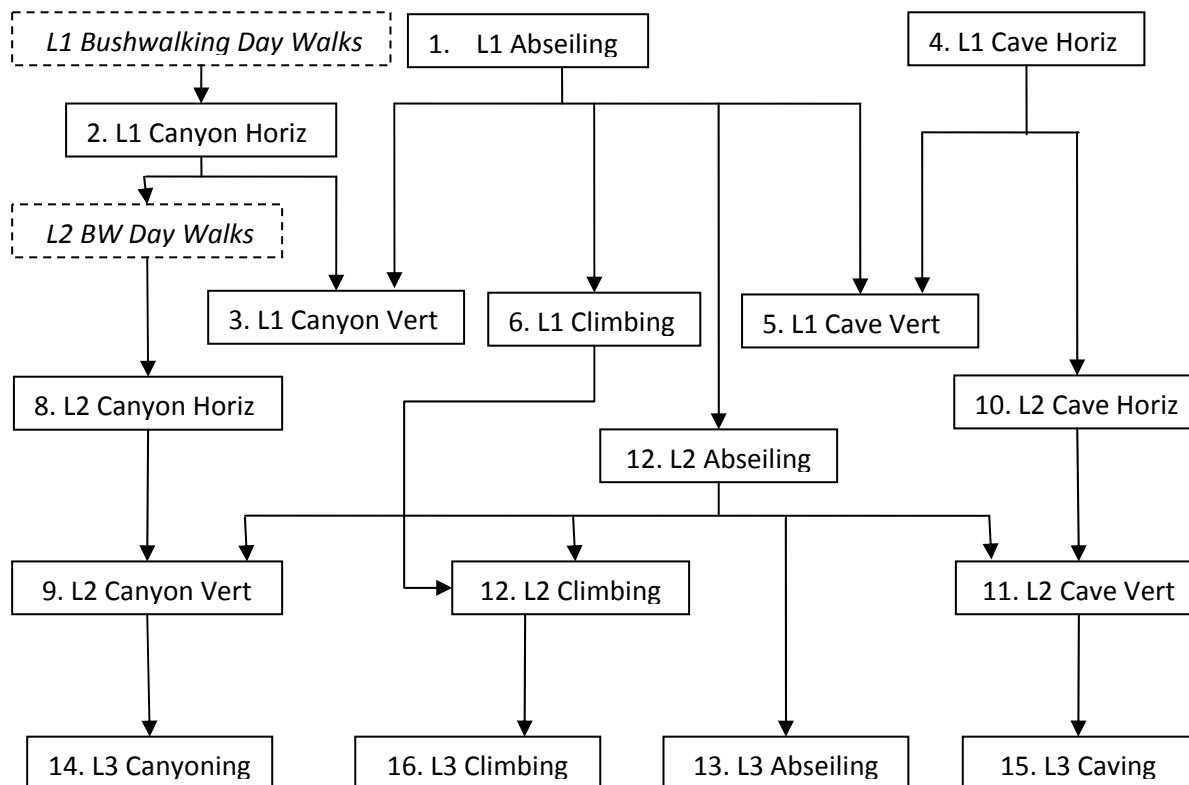 L1 Bushwalking Day Walks
1. L1 Abseiling
4. L1 Cave Horiz
2. L1 Canyon Horiz
L2 BW Day Walks
3. L1 Canyon Vert
6. L1 Climbing
5. L1 Cave Vert
8. L2 Canyon Horiz
10. L2 Cave Horiz
12. L2 Abseiling
9. L2 Canyon Vert
12. L2 Climbing
11. L2 Cave Vert
14. L3 Canyoning
16. L3 Climbing
13. L3 Abseiling
15. L3 Caving